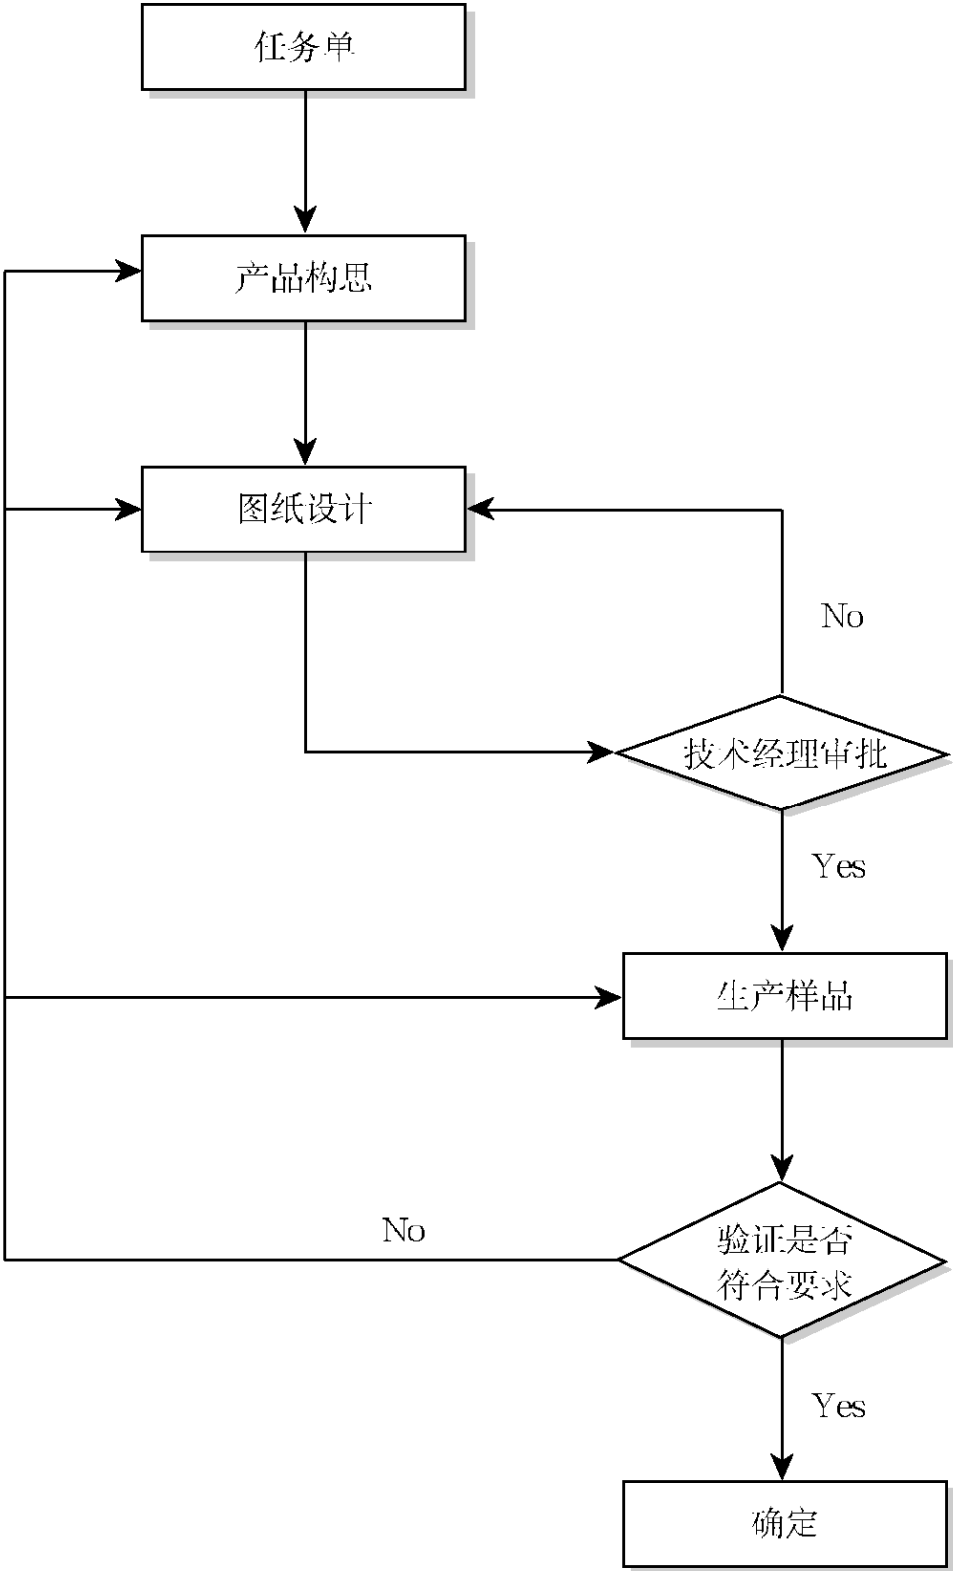 任务单
产品构思
图纸设计
No
技术经理审批
Yes
生产样品
No
验证是否
符合要求
Yes
确定